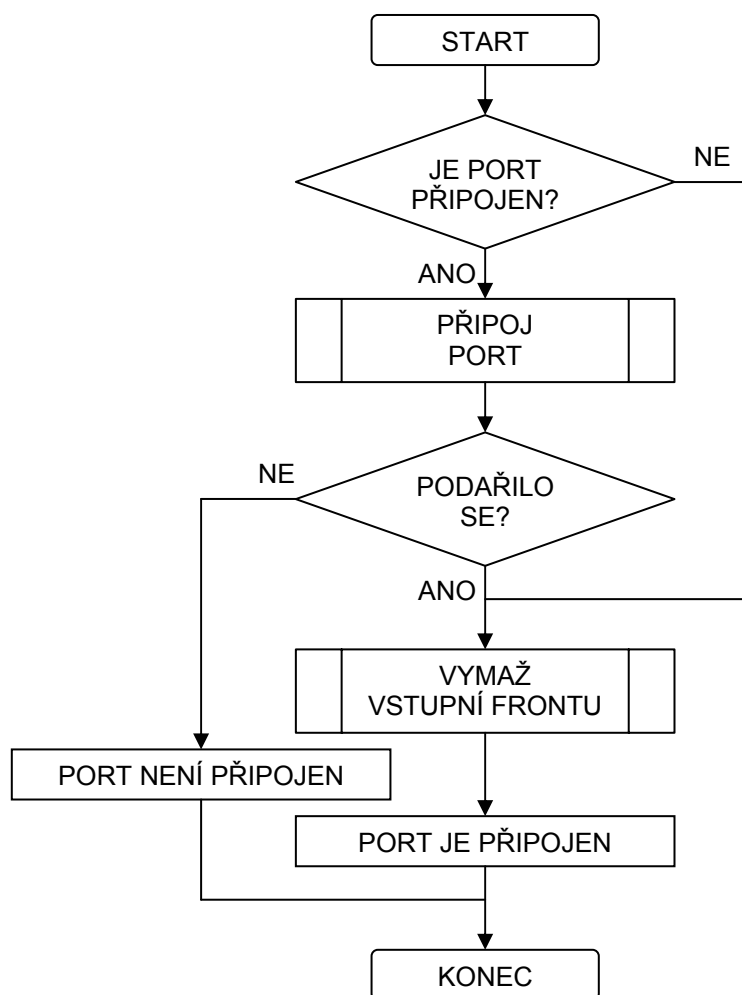 START
JE PORT
PŘIPOJEN?
NE
ANO
PŘIPOJ
PORT
NE
PODAŘILO
SE?
ANO
VYMAŽ
VSTUPNÍ FRONTU
PORT NENÍ PŘIPOJEN
PORT JE PŘIPOJEN
KONEC